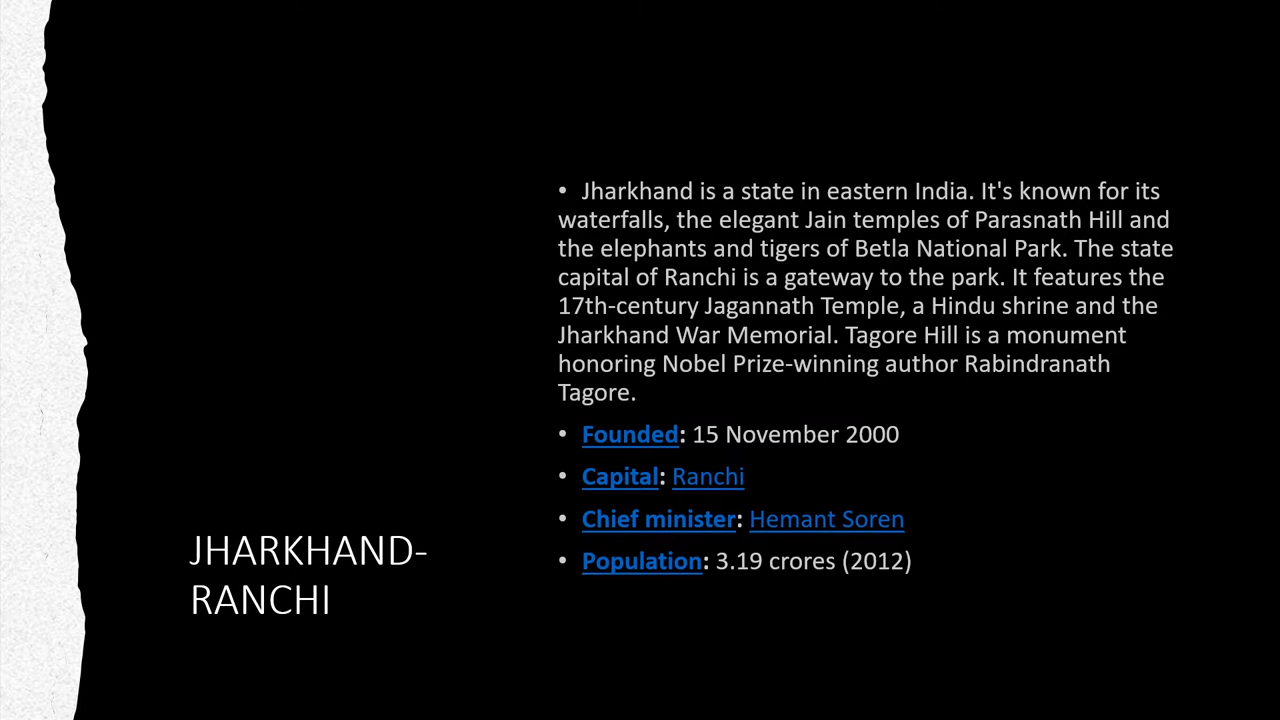 JHARKHAND-
RANCHI
• Jharkhand is a state in eastern India. It's known for its
waterfalls, the elegant Jain temples of Parasnath Hill and
the elephants and tigers of Betla National Park. The state
capital of Ranchi is a gateway to the park. It features the
17th-century Jagannath Temple, a Hindu shrine and the
Jharkhand War Memorial. Tagore Hill is a monument
honoring Nobel Prize-winning author Rabindranath
Tagore.
• Founded: 15 November 2000
• Capital: Ranchi
• Chief minister: Hemant Soren
• Population: 3.19 crores (2012)